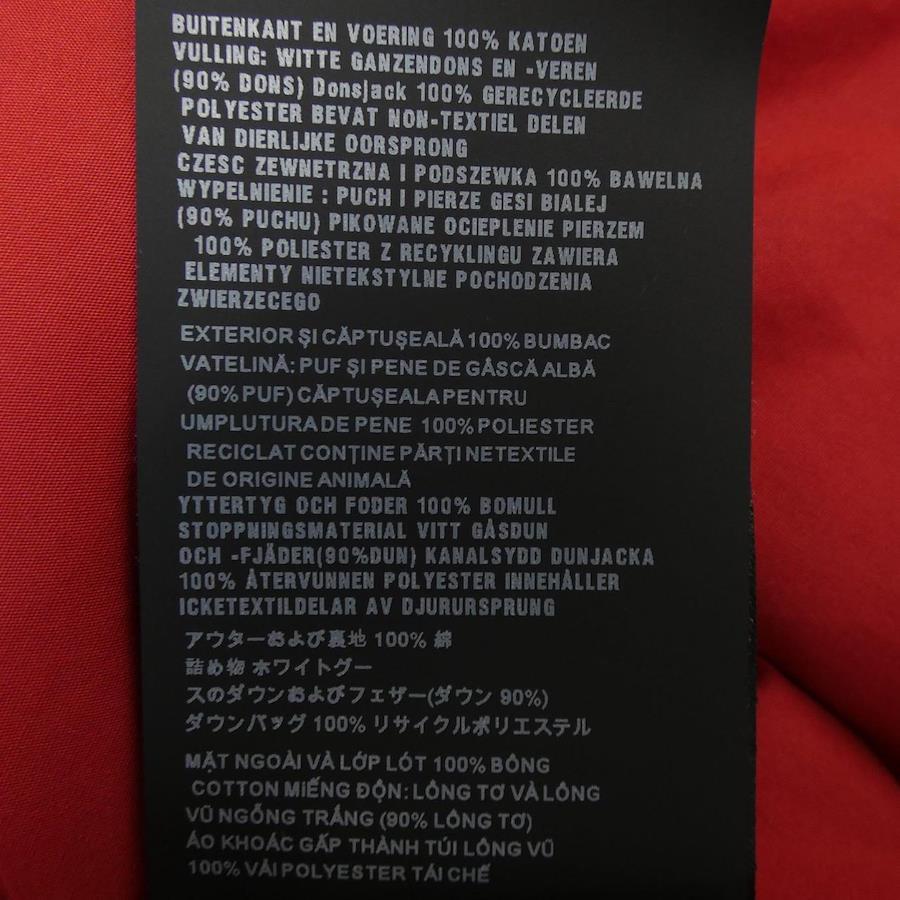 BUITENKANT EN VOERING 100% KATOEN
VULLING: WITTE GANZENDONS EN -VEREN
(90% DONS) Donsjack 100% GERECYCLEERDE
POLYESTER BEVAT NON-TEXTIEL DELEN
VAN DIERLIJKE OORSPRONG
CZESC ZEWNETRZNA I PODSZEWKA 100% BAWELNA
WYPELNIENIE : PUCH I PIERZE GESI BIALEJ
(90% PUCHU) PIKOWANE OCIEPLENIE PIERZEM
100% POLIESTER Z RECYKLINGU ZAWIERA
ELEMENTY NIETEKSTYLNE POCHODZENIA
ZWIERZECEGO
EXTERIOR ȘI CĂPTUȘEALĂ 100% BUMBAC
VATELINĂ: PUF ȘI PENE DE GÂSCĂ ALBĂ
(90% PUF) CĂPTUȘEALA PENTRU
UMPLUTURA DE PENE 100% POLIESTER
RECICLAT CONȚINE PĂRȚI NETEXTILE
DE ORIGINE ANIMALĂ
YTTERTYG OCH FODER 100% BOMULL
STOPPNINGSMATERIAL VITT GÅSDUN
OCH -FJÄDER(90%DUN) KANALSYDD DUNJACKA
100% ÅTERVUNNEN POLYESTER INNEHÅLLER
ICKETEXTILDELAR AV DJURURSPRUNG
アウターおよび裏地 100% 綿
詰め物 ホワイトグー
スのダウンおよびフェザー(ダウン 90%)
ダウンバッグ 100% リサイクルポリエステル
MẶT NGOÀI VÀ LỚP LÓT 100% BÔNG
COTTON MIẾNG ĐỘN: LÔNG TƠ VÀ LÔNG
VŨ NGỖNG TRẮNG (90% LÔNG TƠ)
ÁO KHOÁC GẤP THÀNH TÚI LÔNG VŨ
100% VẢI POLYESTER TÁI CHẾ